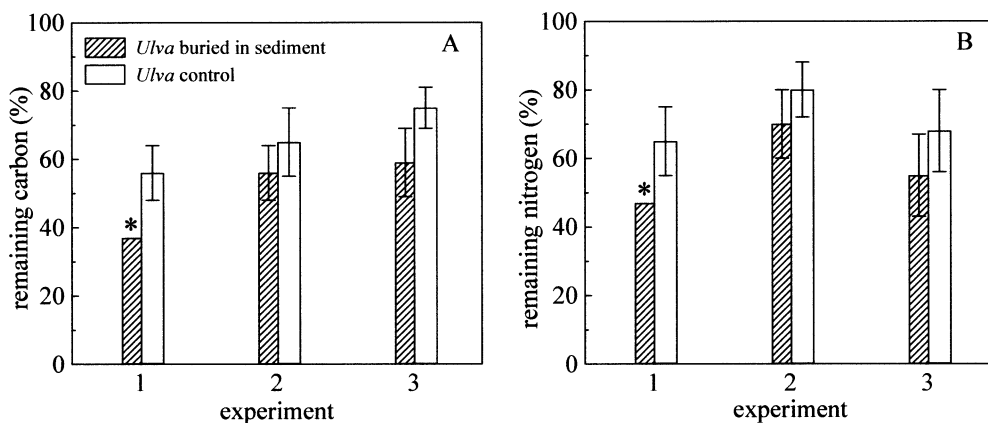 A
Ulva buried in sediment
Ulva control
remaining carbon (%)
100
80
60
40
20
0
*
1 2 3
experiment
B
remaining nitrogen (%)
100
80
60
40
20
0
*
1 2 3
experiment